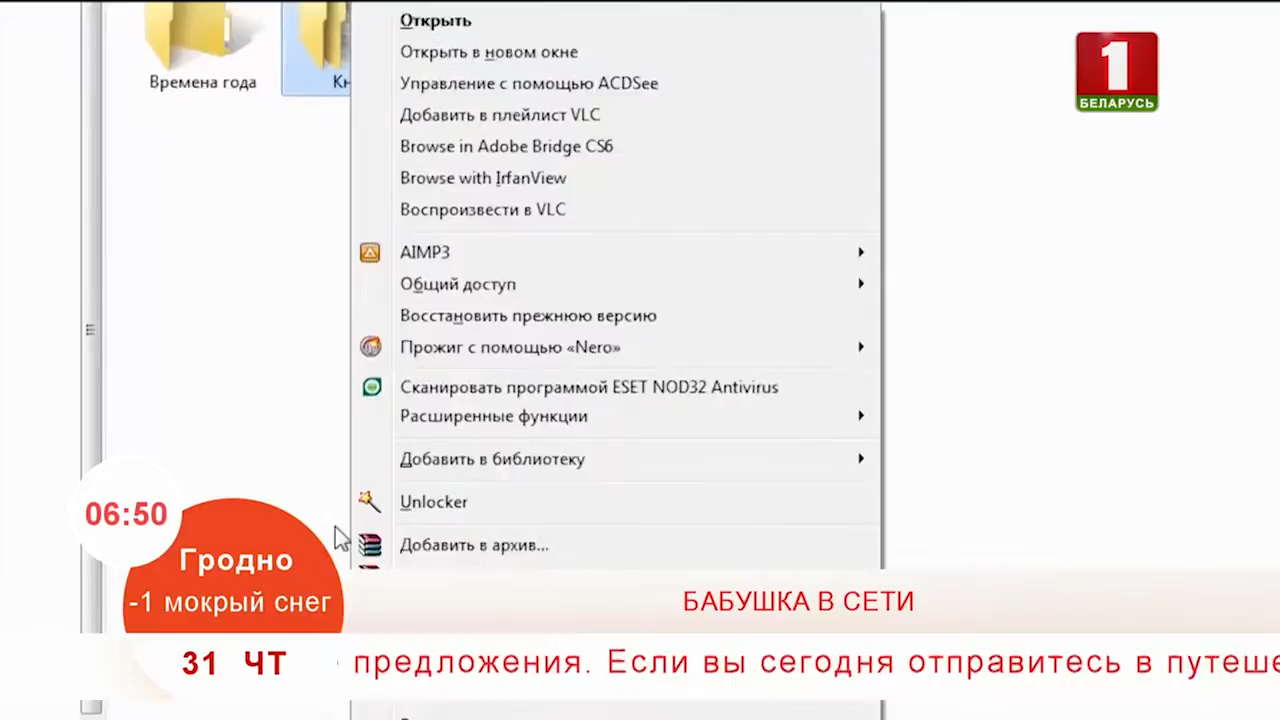 Открыть
Открыть в новом окне
Времена года
Кн
Управление с помощью ACDSee
Добавить в плейлист VLC
Browse in Adobe Bridge CS6
Browse with IrfanView
Воспроизвести в VLC
AIMP3
Общий доступ
Восстановить прежнюю версию
Прожиг с помощью «Nero»
Сканировать программой ESET NOD32 Antivirus
Расширенные функции
Добавить в библиотеку
Unlocker
Добавить в архив...
1
БЕЛАРУСЬ
06:50
Гродно
-1 мокрый снег
БАБУШКА В СЕТИ
31 ЧТ
предложения. Если вы сегодня отправитесь в путеше